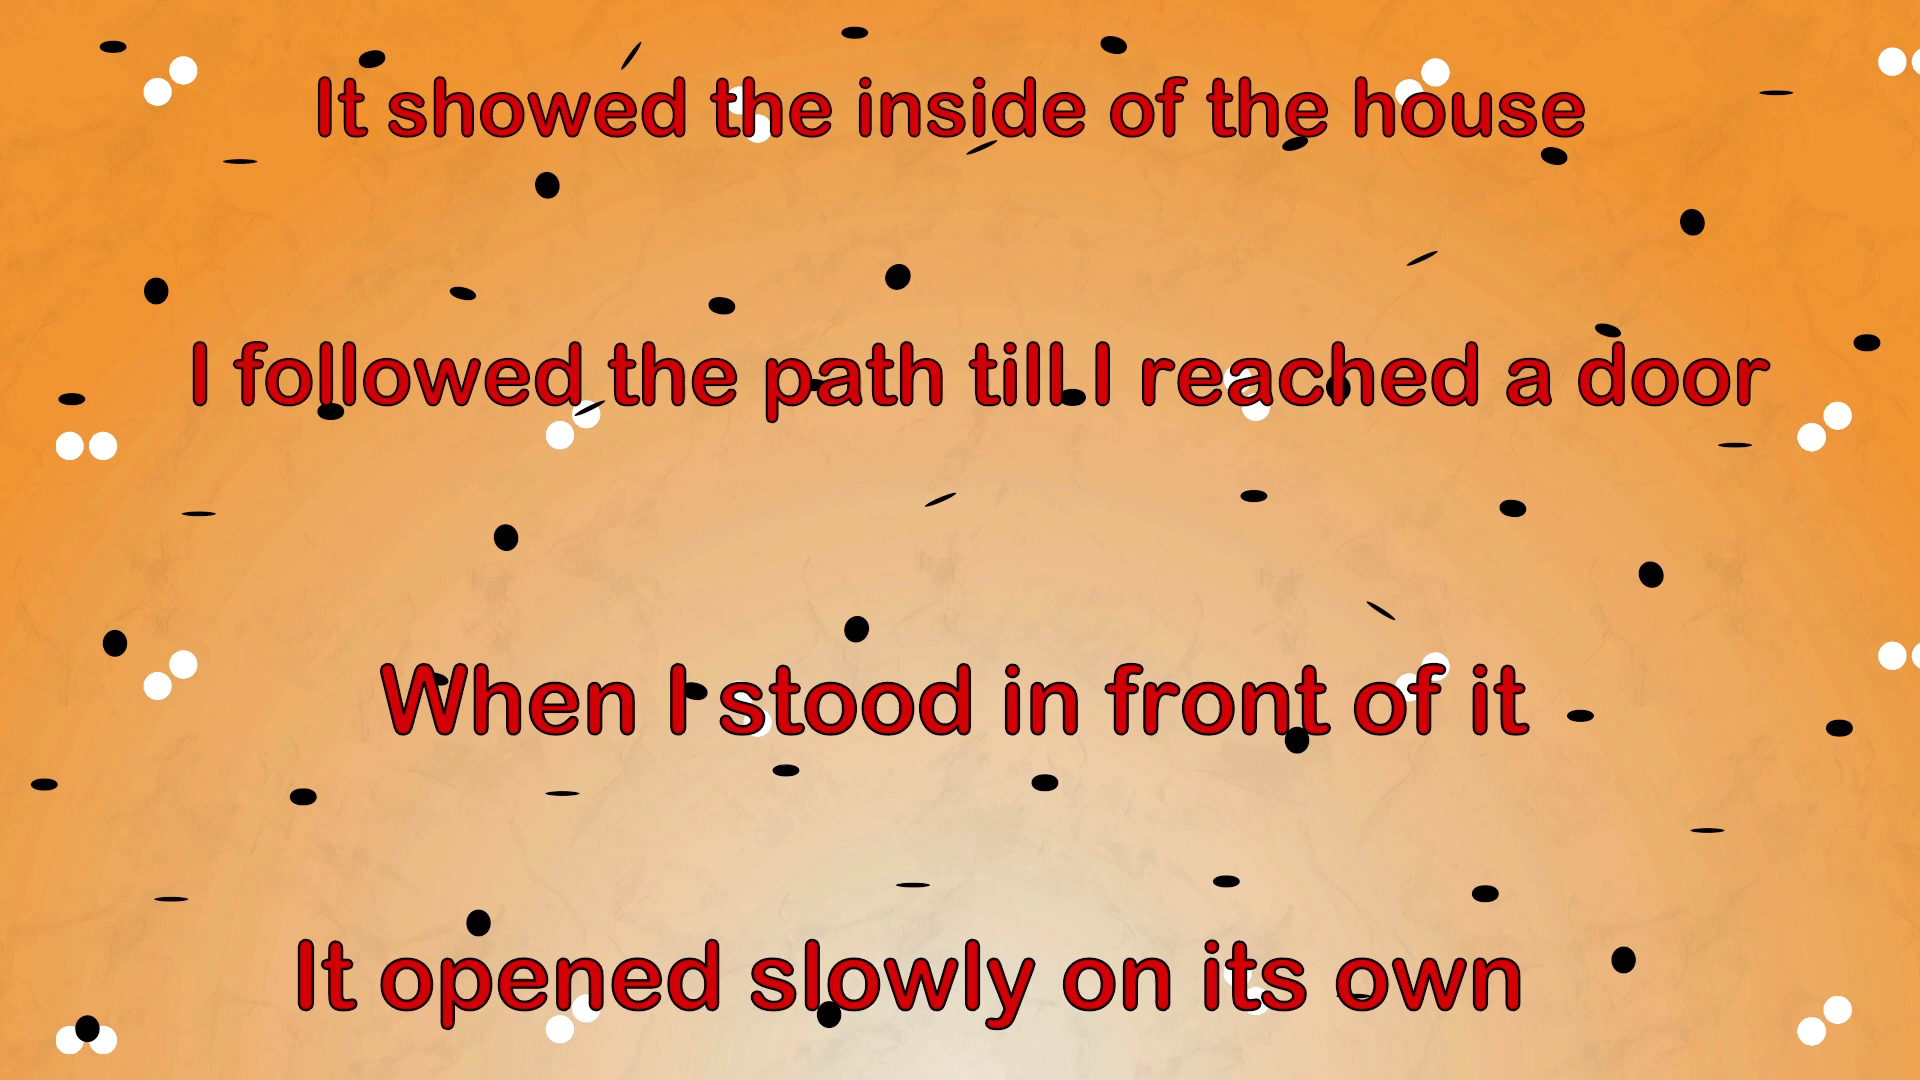 It showed the inside of the house
I followed the path till I reached a door
When I stood in front of it
It opened slowly on its own